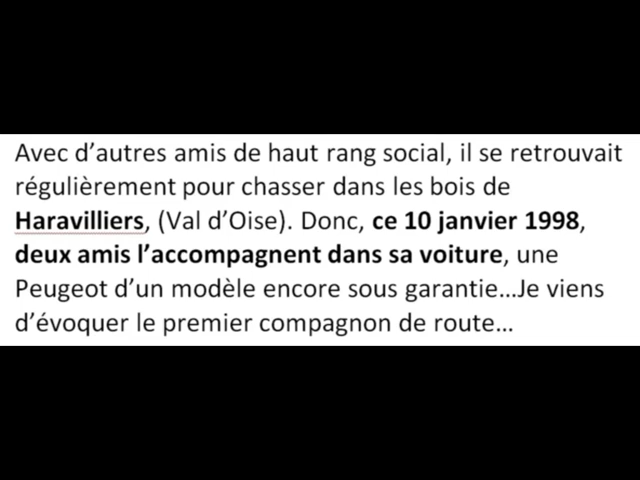 Avec d’autres amis de haut rang social, il se retrouvait
régulièrement pour chasser dans les bois de
Haravilliers, (Val d’Oise). Donc, ce 10 janvier 1998,
deux amis l’accompagnent dans sa voiture, une
Peugeot d’un modèle encore sous garantie…Je viens
d’évoquer le premier compagnon de route…